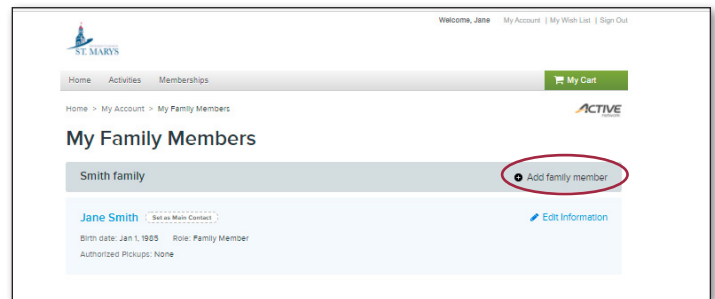 Welcome, Jane My Account | My Wish List | Sign Out
ST. MARYS
Home Activities Memberships My Cart
Home > My Account > My Family Members
ACTIVE network
My Family Members
Smith family Add family member
Jane Smith Set as Main Contact Edit Information
Birth date: Jan 1, 1985 Role: Family Member
Authorized Pickups: None